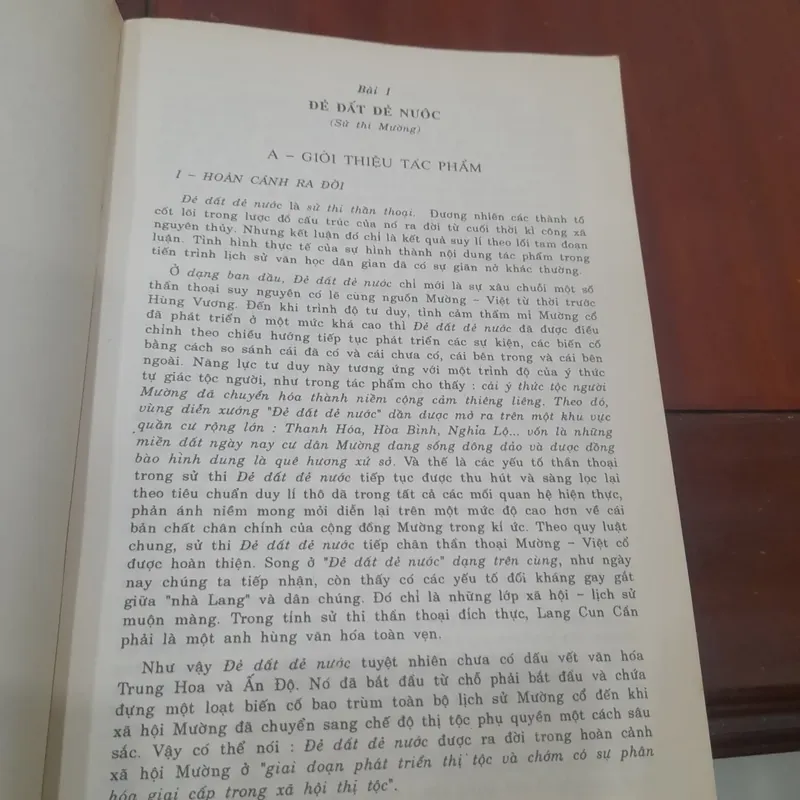 Bài 1
ĐẺ ĐẤT ĐẺ NƯỚC
(Sử thi Mường)
A – GIỚI THIỆU TÁC PHẨM
I – HOÀN CẢNH RA ĐỜI
Đẻ đất đẻ nước là sử thi thần thoại. Đương nhiên các thành tố
cốt lõi trong lược đồ cấu trúc của nó ra đời từ cuối thời kì công xã
nguyên thủy. Nhưng kết luận đó chỉ là kết quả suy lí theo lối tam đoạn
luận. Tình hình thực tế của sự hình thành nội dung tác phẩm trong
tiến trình lịch sử văn học dân gian đã có sự gián nở khác thường.
Ở dạng ban đầu, Đẻ đất đẻ nước chỉ mới là sự xâu chuỗi một số
thần thoại suy nguyên có lẽ cùng nguồn Mường – Việt từ thời trước
Hùng Vương. Đến khi trình độ tư duy, tình cảm thẩm mĩ Mường cổ
đã phát triển ở một mức khá cao thì Đẻ đất đẻ nước đã được điều
chỉnh theo chiều hướng tiếp tục phát triển các sự kiện, các biến cố
bằng cách so sánh cái đã có và cái chưa có, cái bên trong và cái bên
ngoài. Năng lực tư duy này tương ứng với một trình độ của ý thức
tự giác tộc người, như trong tác phẩm cho thấy : cái ý thức tộc người
Mường đã chuyển hóa thành niềm cộng cảm thiêng liêng. Theo đó,
vùng diễn xướng "Đẻ đất đẻ nước" dần được mở ra trên một khu vực
quần cư rộng lớn : Thanh Hóa, Hòa Bình, Nghĩa Lộ... vốn là những
miền đất ngày nay cư dân Mường đang sống đông đảo và được đồng
bào hình dung là quê hương xứ sở. Và thế là các yếu tố thần thoại
trong sử thi Đẻ đất đẻ nước tiếp tục được thu hút và sàng lọc lại
theo tiêu chuẩn duy lí thô dã trong tất cả các mối quan hệ hiện thực,
phản ánh niềm mong mỏi diễn lại trên một mức độ cao hơn về cái
bản chất chân chính của cộng đồng Mường trong kí ức. Theo quy luật
chung, sử thi Đẻ đất đẻ nước tiếp chân thần thoại Mường – Việt cổ
được hoàn thiện. Song ở "Đẻ đất đẻ nước" dạng trên cùng, như ngày
nay chúng ta tiếp nhận, còn thấy có các yếu tố đối kháng gay gắt
giữa "nhà Lang" và dân chúng. Đó chỉ là những lớp xã hội – lịch sử
muộn màng. Trong tính sử thi thần thoại đích thực, Lang Cun Cần
phải là một anh hùng văn hóa toàn vẹn.
Như vậy Đẻ đất đẻ nước tuyệt nhiên chưa có dấu vết văn hóa
Trung Hoa và Ấn Độ. Nó đã bắt đầu từ chỗ phải bắt đầu và chứa
đựng một loạt biến cố bao trùm toàn bộ lịch sử Mường cổ đến khi
xã hội Mường đã chuyển sang chế độ thị tộc phụ quyền một cách sâu
sắc. Vậy có thể nói : Đẻ đất đẻ nước được ra đời trong hoàn cảnh
xã hội Mường ở "giai đoạn phát triển thị tộc và chớm có sự phân
hóa giai cấp trong xã hội thị tộc".